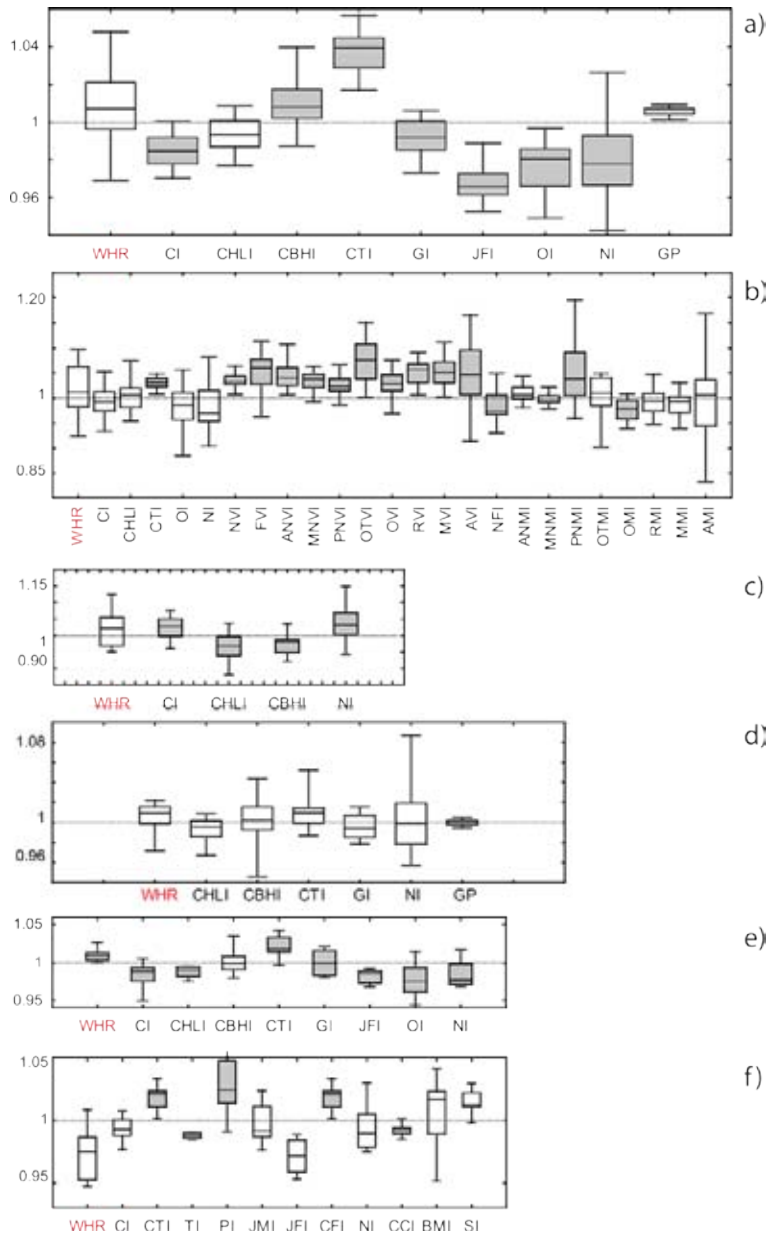 a)
1.04
1
0.96
WHR CI CHLI CBHI CTI GI JFI OI NI GP
b)
1.20
1
0.85
WHR CI CHLI CTI OI NI NVI FVI ANVI MNVI PNVI OTVI OVI RVI MVI AVI NFI ANMI MNMI PNMI OTMI OMI RMI MMI AMI
c)
1.15
1
0.90
WHR CI CHLI CBHI NI
d)
1.08
1
0.96
WHR CHLI CBHI CTI GI NI GP
e)
1.05
1
0.95
WHR CI CHLI CBHI CTI GI JFI OI NI
f)
1.05
1
0.95
WHR CI CTI TI PI JMI JFI CFI NI CCI BMI SI